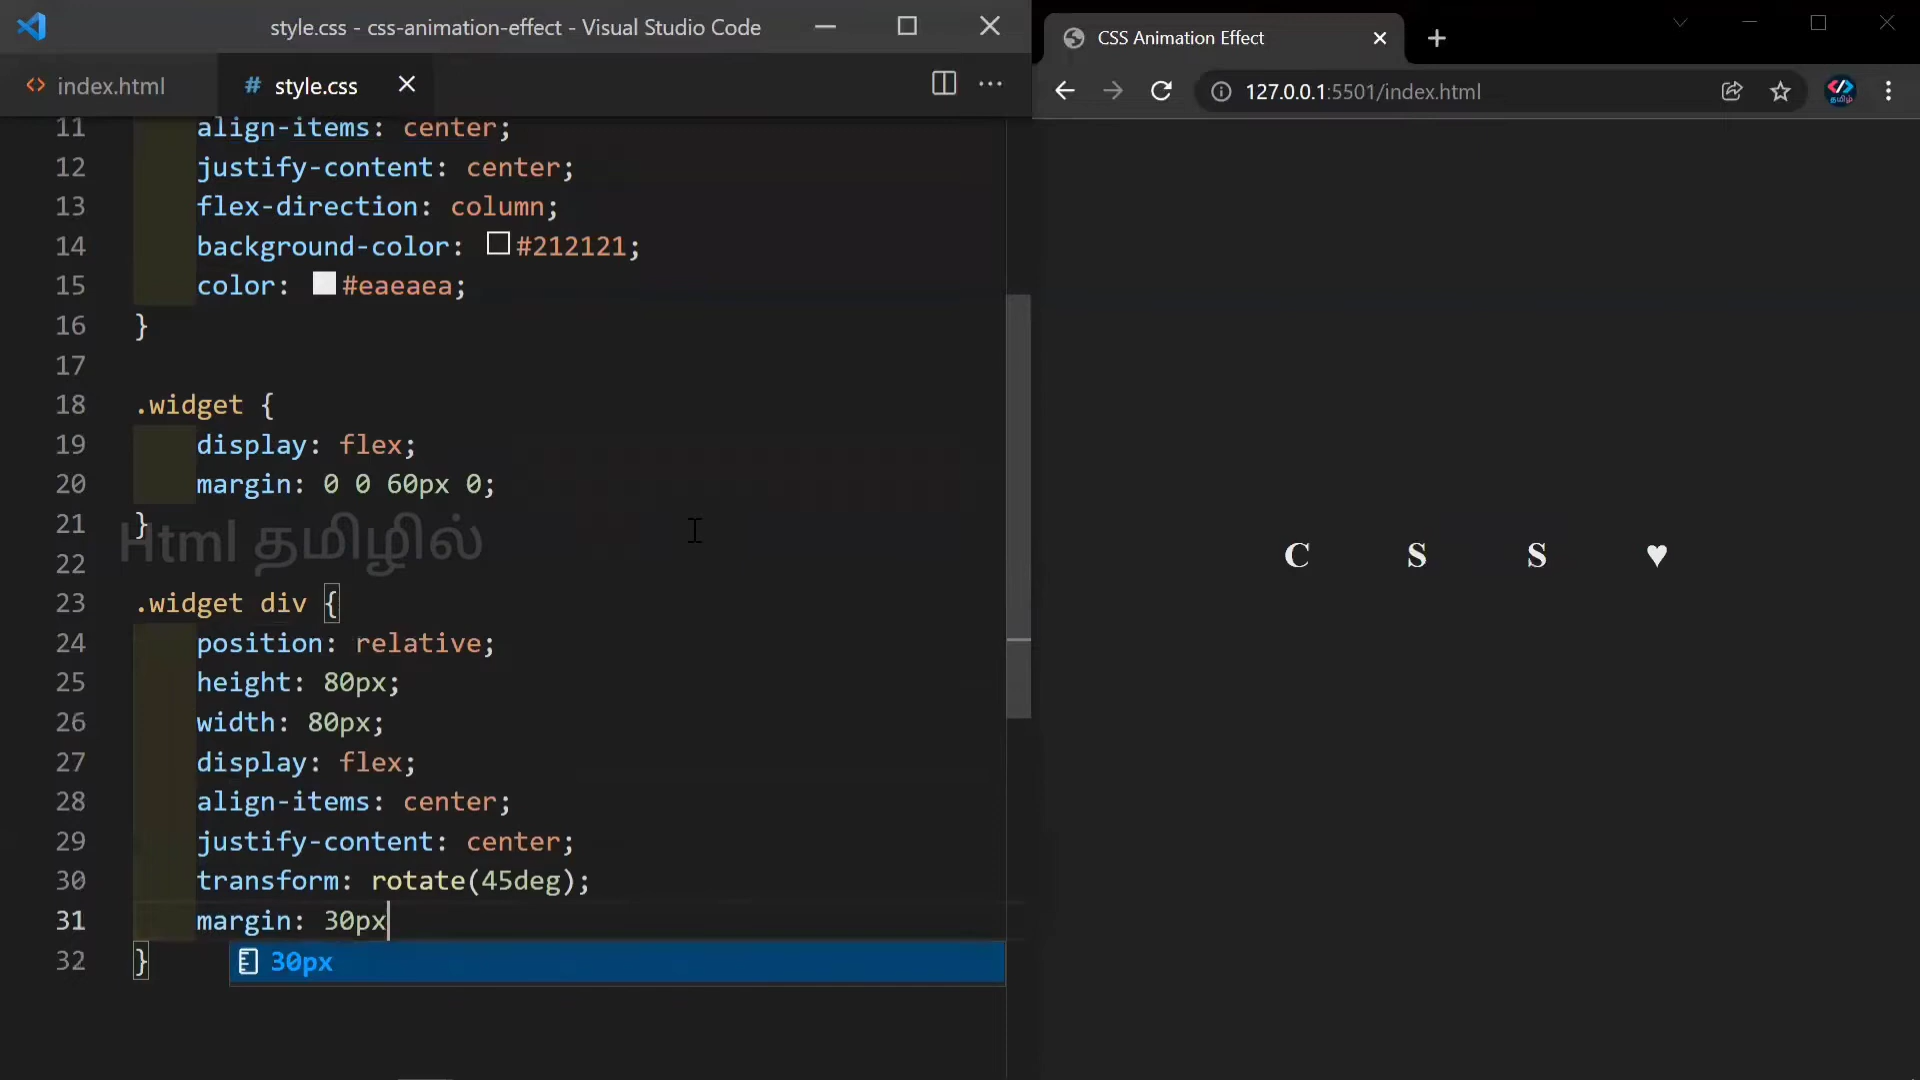 style.css - css-animation-effect - Visual Studio Code
index.html
# style.css
11 align-items: center;
12 justify-content: center;
13 flex-direction: column;
14 background-color: #212121;
15 color: #eaeaea;
16 }
17
18 .widget {
19 display: flex;
20 margin: 0 0 60px 0;
21 }
Html தமிழில்
22
23 .widget div {
24 position: relative;
25 height: 80px;
26 width: 80px;
27 display: flex;
28 align-items: center;
29 justify-content: center;
30 transform: rotate(45deg);
31 margin: 30px
32 }
30px
CSS Animation Effect
127.0.0.1:5501/index.html
தமிழ்
C S S ♥